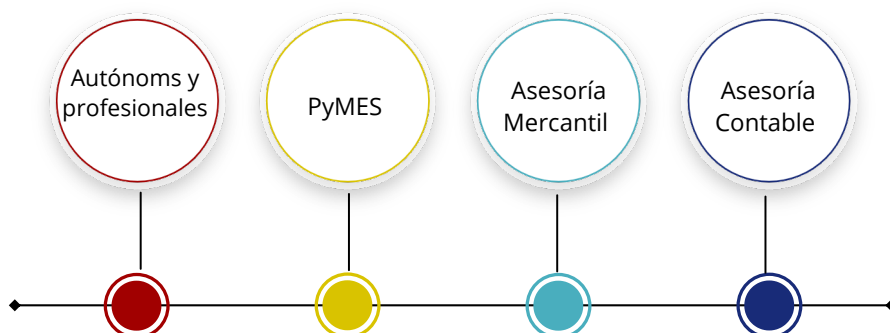 Autónoms y
profesionales
PyMES
Asesoría
Mercantil
Asesoría
Contable